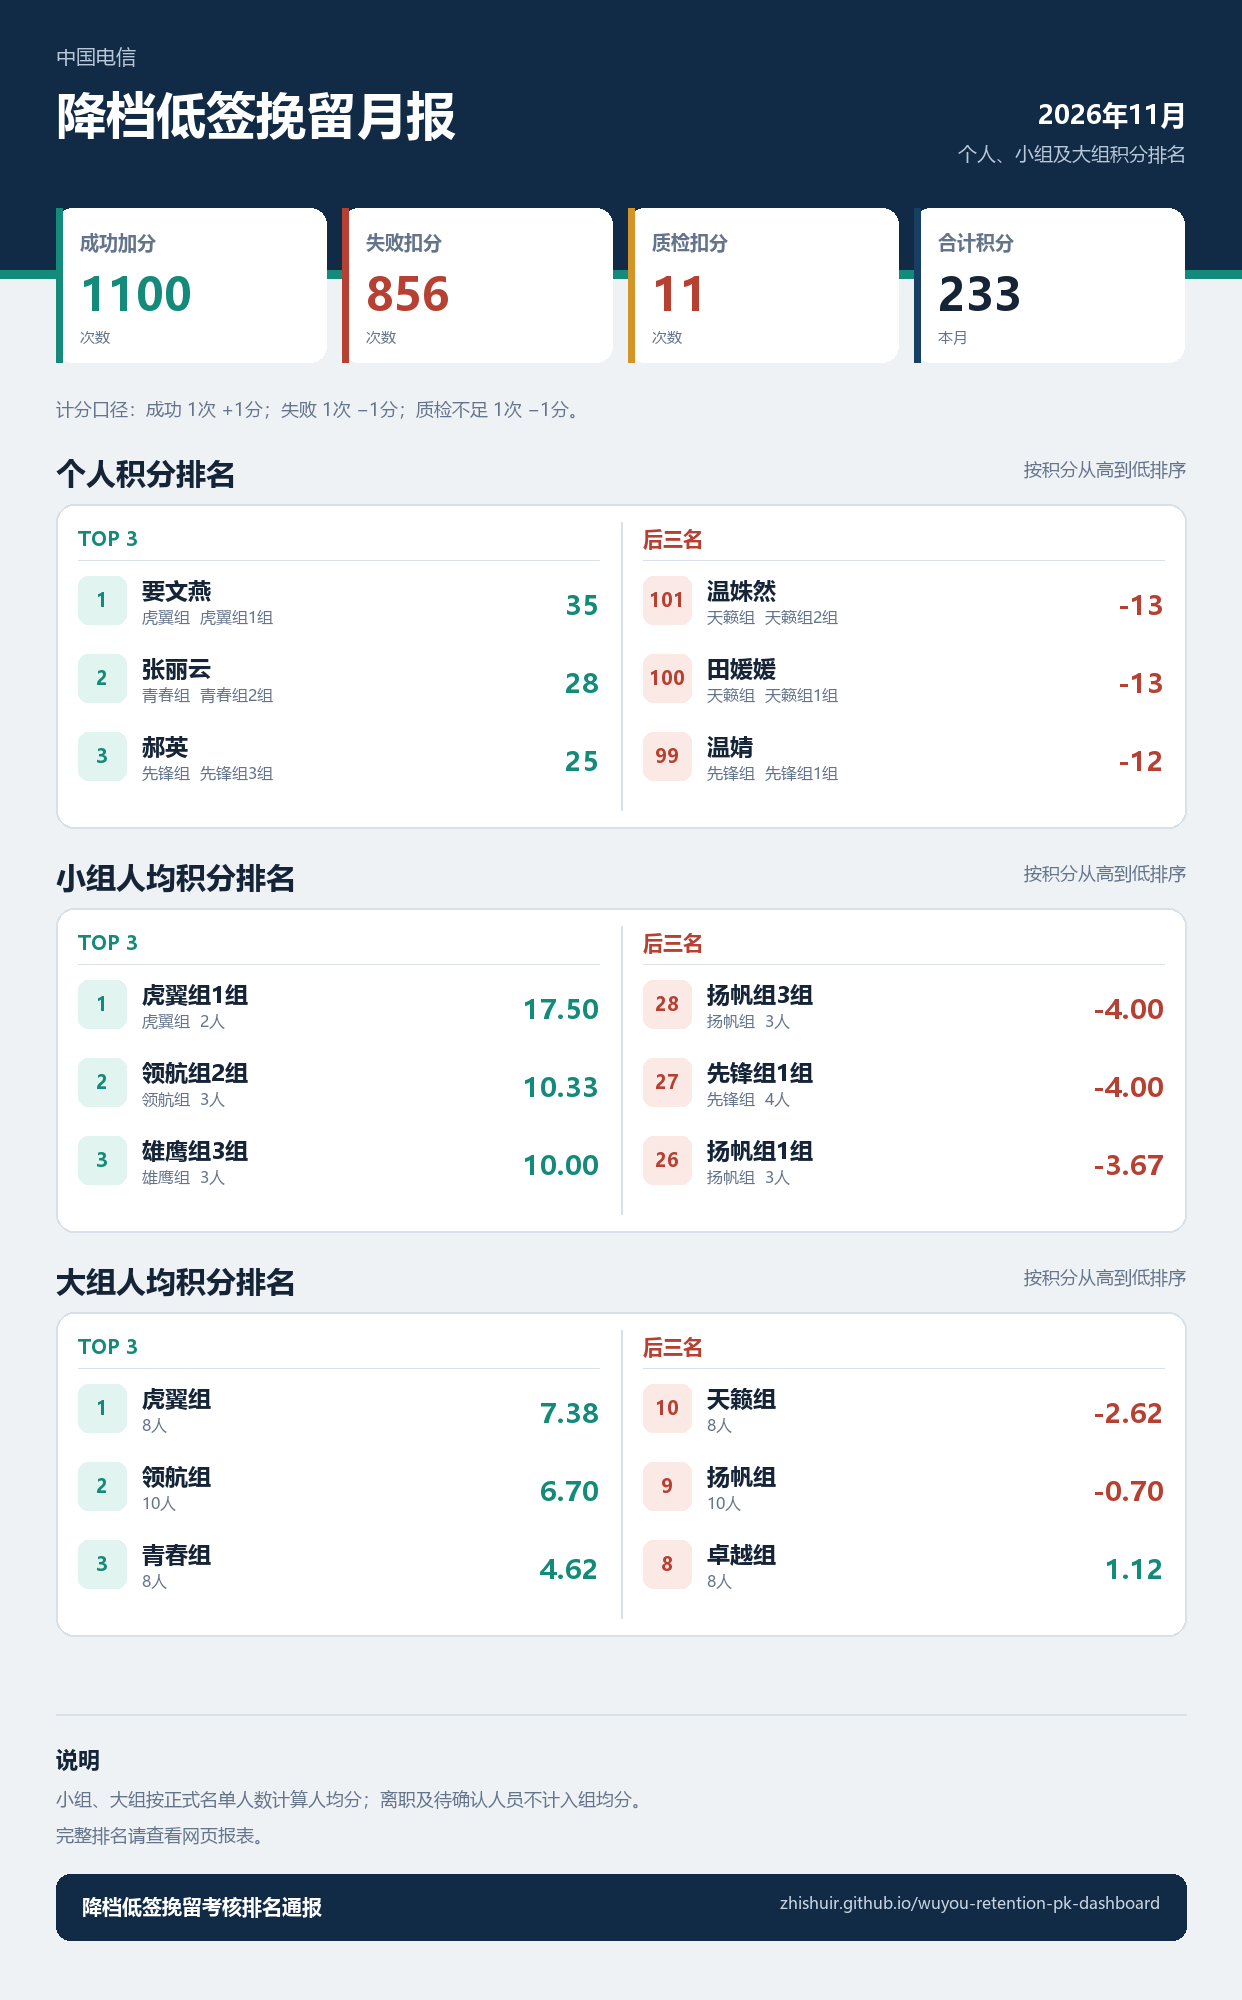 中国电信
降档低签挽留月报
2026年11月
个人、小组及大组积分排名
成功加分
1100
次数
失败扣分
856
次数
质检扣分
11
次数
合计积分
233
本月
计分口径：成功 1次 +1分；失败 1次 −1分；质检不足 1次 −1分。
个人积分排名
按积分从高到低排序
TOP 3
1
要文燕
虎翼组 虎翼组1组
35
2
张丽云
青春组 青春组2组
28
3
郝英
先锋组 先锋组3组
25
后三名
101
温姝然
天籁组 天籁组2组
-13
100
田媛媛
天籁组 天籁组1组
-13
99
温婧
先锋组 先锋组1组
-12
小组人均积分排名
按积分从高到低排序
TOP 3
1
虎翼组1组
虎翼组 2人
17.50
2
领航组2组
领航组 3人
10.33
3
雄鹰组3组
雄鹰组 3人
10.00
后三名
28
扬帆组3组
扬帆组 3人
-4.00
27
先锋组1组
先锋组 4人
-4.00
26
扬帆组1组
扬帆组 3人
-3.67
大组人均积分排名
按积分从高到低排序
TOP 3
1
虎翼组
8人
7.38
2
领航组
10人
6.70
3
青春组
8人
4.62
后三名
10
天籁组
8人
-2.62
9
扬帆组
10人
-0.70
8
卓越组
8人
1.12
说明
小组、大组按正式名单人数计算人均分；离职及待确认人员不计入组均分。
完整排名请查看网页报表。
降档低签挽留考核排名通报
zhishuir.github.io/wuyou-retention-pk-dashboard